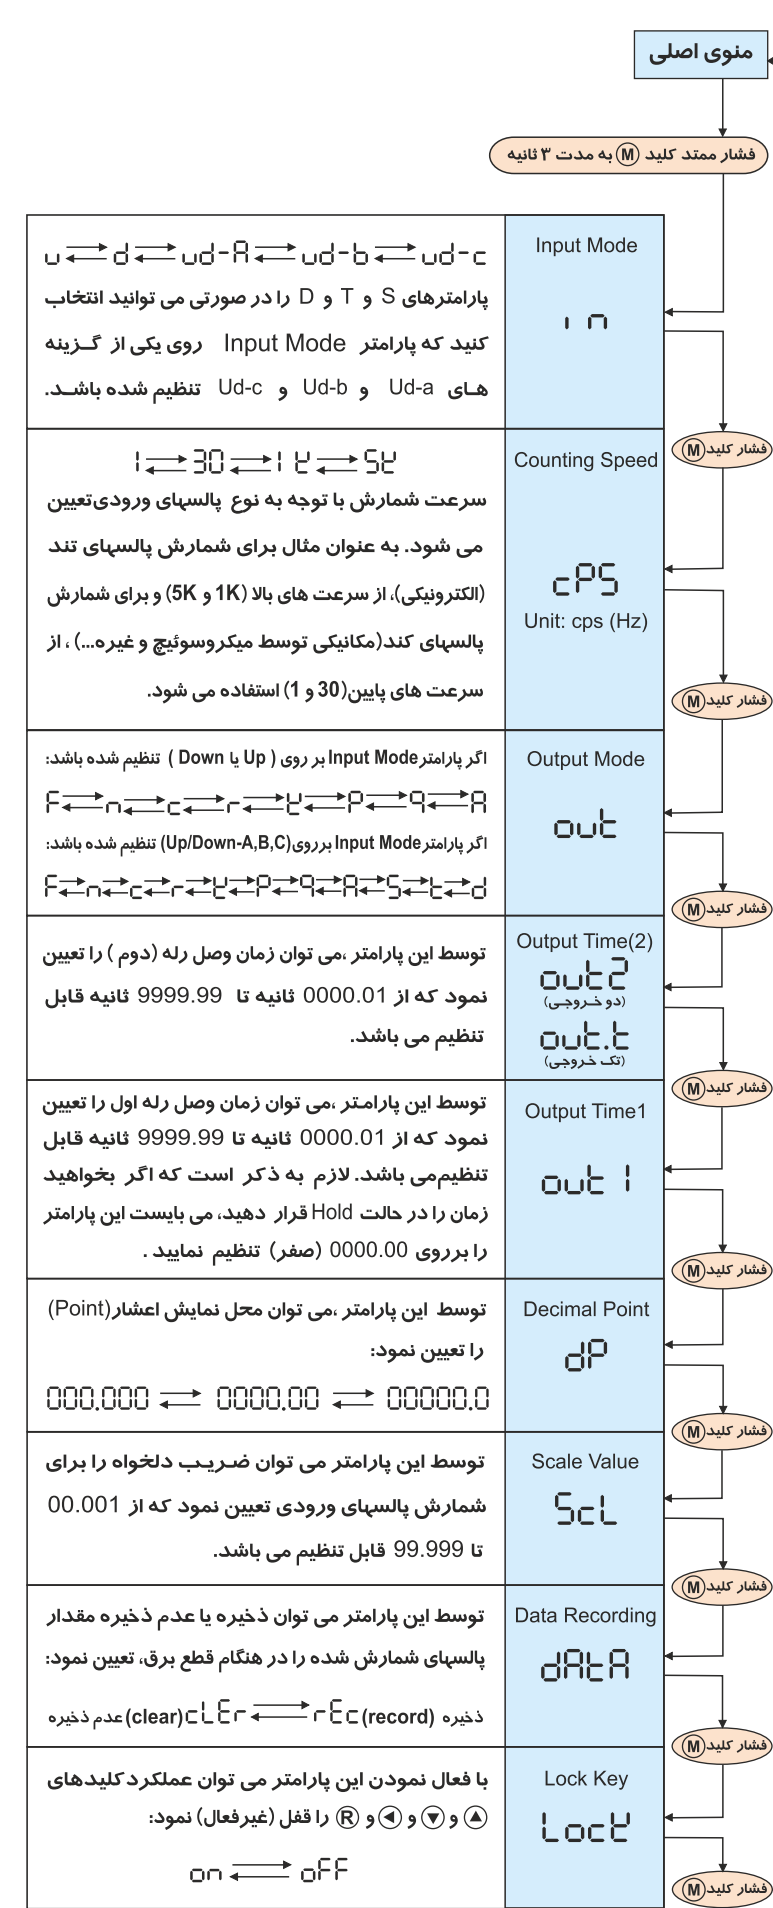 منوی اصلی
فشار ممتد کلید M به مدت ۳ ثانیه
Input Mode
in
u d ud-A ud-b ud-c
پارامترهای S و T و D را در صورتی می توانید انتخاب
کنید که پارامتر Input Mode روی یکی از گـزینه
هـای Ud-a و Ud-b و Ud-c تنظیم شده باشـد.
فشار کلید M
Counting Speed
cPS
Unit: cps (Hz)
1 30 1K 5K
سرعت شمارش با توجه به نوع پالسهای ورودی‌تعیین
می شود. به عنوان مثال برای شمارش پالسهای تند
(الکترونیکی)، از سرعت های بالا (1K و 5K) و برای شمارش
پالسهای کند(مکانیکی توسط میکروسوئیچ و غیره...) ، از
سرعت های پایین(30 و 1) استفاده می شود.
فشار کلید M
Output Mode
out
اگر پارامتر Input Mode بر روی ( Up یا Down ) تنظیم شده باشد:
F n c r K P q A
اگر پارامتر Input Mode برروی(Up/Down-A,B,C) تنظیم شده باشد:
F n c r K P q A S t d
فشار کلید M
Output Time(2)
out2
(دو خـروجـی)
out.t
(تک خروجی)
توسط این پارامتر ،می توان زمان وصل رله (دوم ) را تعیین
نمود که از 0000.01 ثانیه تا 9999.99 ثانیه قابل
تنظیم می باشد.
فشار کلید M
Output Time1
out 1
توسط این پارامـتر ،می توان زمان وصل رله اول را تعیین
نمود که از 0000.01 ثانیه تا 9999.99 ثانیه قابل
تنظیم‌می باشد. لازم به ذکر است که اگر بخواهید
زمان را در حالت Hold قرار دهید، می بایست این پارامتر
را برروی 0000.00 (صفر) تنظیم نمایید .
فشار کلید M
Decimal Point
dP
توسط این پارامتر ،می توان محل نمایش اعشار(Point)
را تعیین نمود:
000.000 0000.00 00000.0
فشار کلید M
Scale Value
ScL
توسط این پارامتر می توان ضـریـب دلخواه را برای
شمارش پالسهای ورودی تعیین نمود که از 00.001
تا 99.999 قابل تنظیم می باشد.
فشار کلید M
Data Recording
dAtA
توسط این پارامتر می توان ذخیره یا عدم ذخیره مقدار
پالسهای شمارش شده را در هنگام قطع برق، تعیین نمود:
ذخیره (record) rEc cLEr (clear) عدم ذخیره
فشار کلید M
Lock Key
LocK
با فعال نمودن این پارامتر می توان عملکرد کلیدهای
▲ و ▼ و ◀ و R را قفل (غیرفعال) نمود:
on oFF
فشار کلید M